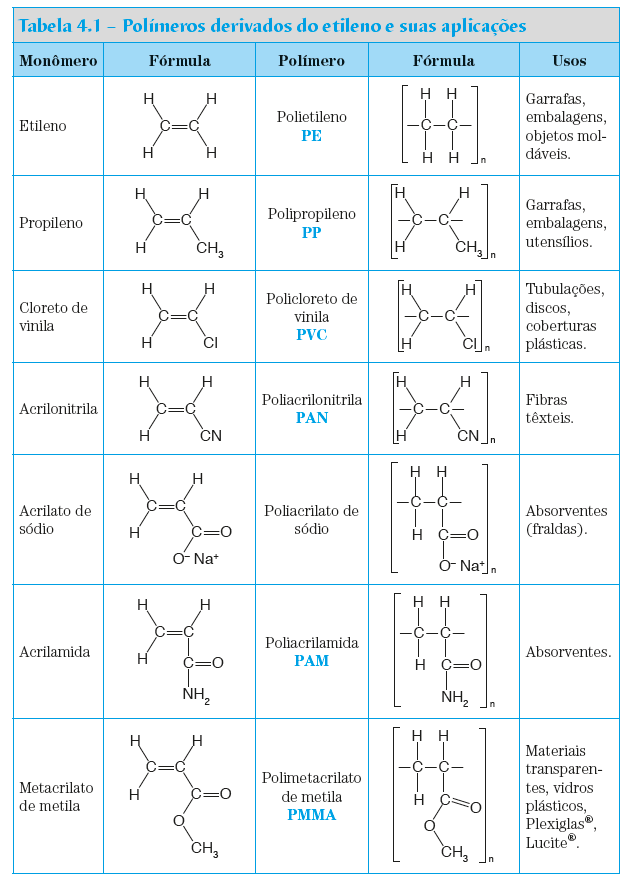 Tabela 4.1 – Polímeros derivados do etileno e suas aplicações
Monômero Fórmula Polímero Fórmula Usos
Etileno
H H
C=C
H H
Polietileno
PE
H H
–C–C–
H H n
Garrafas,
embalagens,
objetos mol-
dáveis.
Propileno
H H
C=C
H CH3
Polipropileno
PP
H H
–C–C–
H CH3 n
Garrafas,
embalagens,
utensílios.
Cloreto de
vinila
H H
C=C
H Cl
Policloreto de
vinila
PVC
H H
–C–C–
H Cl n
Tubulações,
discos,
coberturas
plásticas.
Acrilonitrila
H H
C=C
H CN
Poliacrilonitrila
PAN
H H
–C–C–
H CN n
Fibras
têxteis.
Acrilato de
sódio
H H
C=C
H C=O
O– Na+
Poliacrilato de
sódio
H H
–C–C–
H C=O
O– Na+ n
Absorventes
(fraldas).
Acrilamida
H H
C=C
H C=O
NH2
Poliacrilamida
PAM
H H
–C–C–
H C=O
NH2 n
Absorventes.
Metacrilato
de metila
H H
C=C
H C=O
O
CH3
Polimetacrilato
de metila
PMMA
H H
–C–C–
H C=O
O
CH3 n
Materiais
transparen-
tes, vidros
plásticos,
Plexiglas®,
Lucite®.